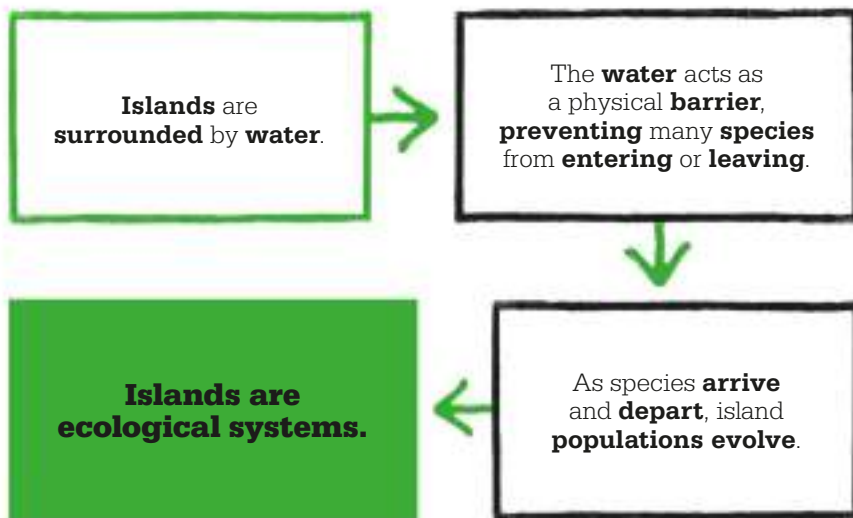 Islands are
surrounded by water.
The water acts as
a physical barrier,
preventing many species
from entering or leaving.
As species arrive
and depart, island
populations evolve.
Islands are
ecological systems.